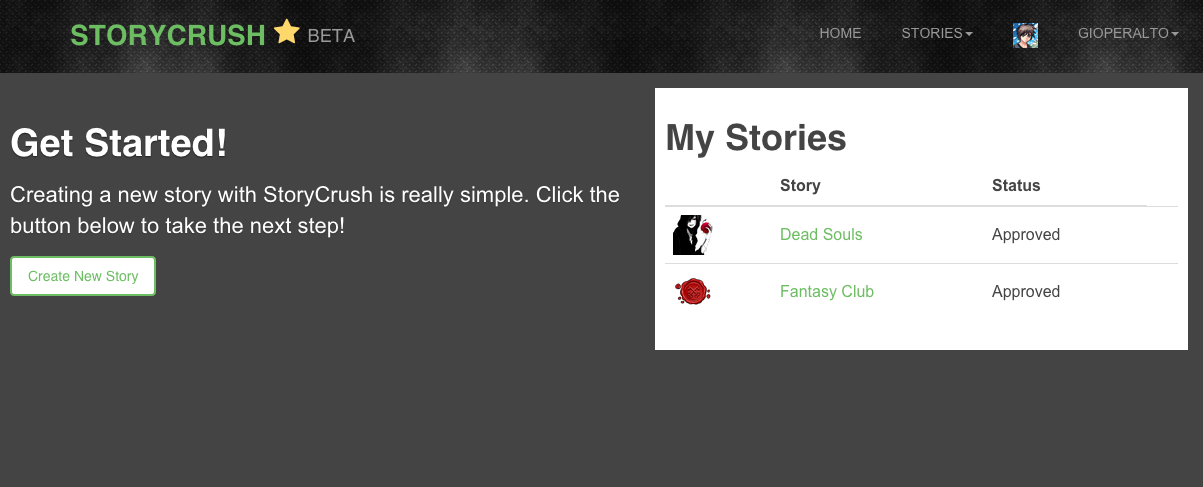 STORYCRUSH BETA
HOME STORIES GIOPERALTO
Get Started!
Creating a new story with StoryCrush is really simple. Click the
button below to take the next step!
Create New Story
My Stories
Story Status
Dead Souls Approved
Fantasy Club Approved